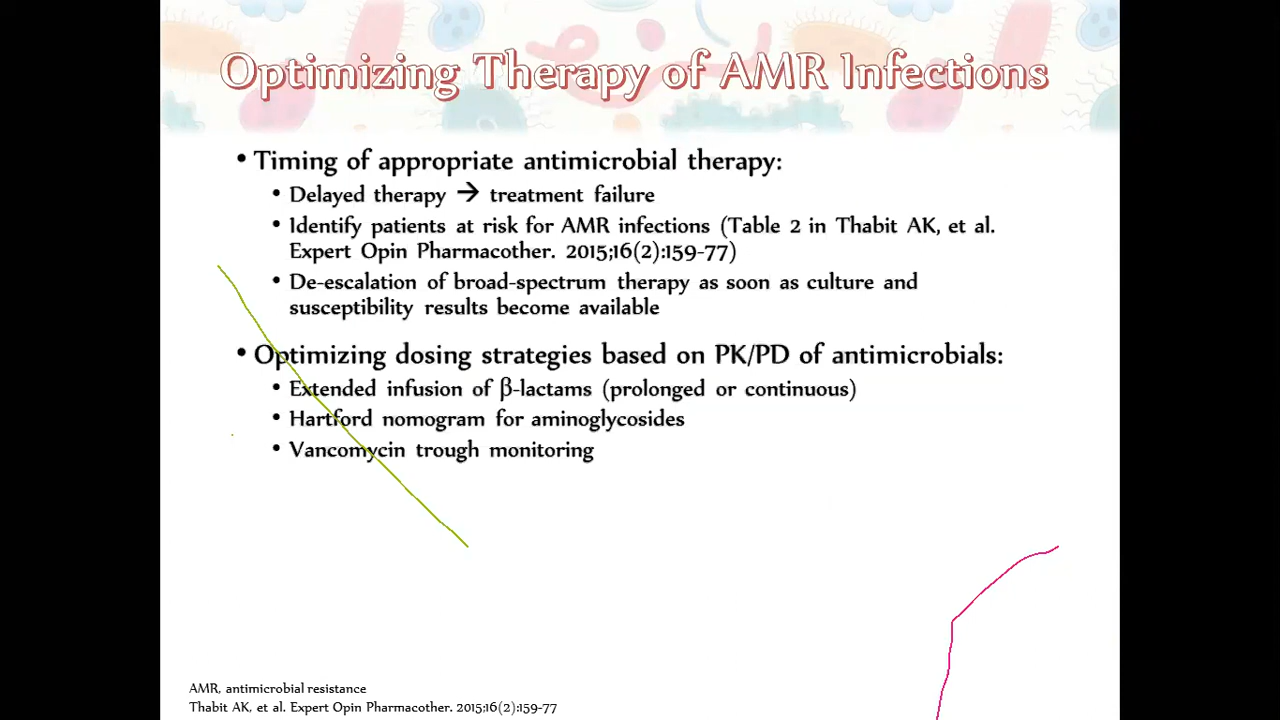 Optimizing Therapy of AMR Infections
• Timing of appropriate antimicrobial therapy:
• Delayed therapy → treatment failure
• Identify patients at risk for AMR infections (Table 2 in Thabit AK, et al.
Expert Opin Pharmacother. 2015;16(2):159-77)
• De-escalation of broad-spectrum therapy as soon as culture and
susceptibility results become available
• Optimizing dosing strategies based on PK/PD of antimicrobials:
• Extended infusion of β-lactams (prolonged or continuous)
• Hartford nomogram for aminoglycosides
• Vancomycin trough monitoring
AMR, antimicrobial resistance
Thabit AK, et al. Expert Opin Pharmacother. 2015;16(2):159-77